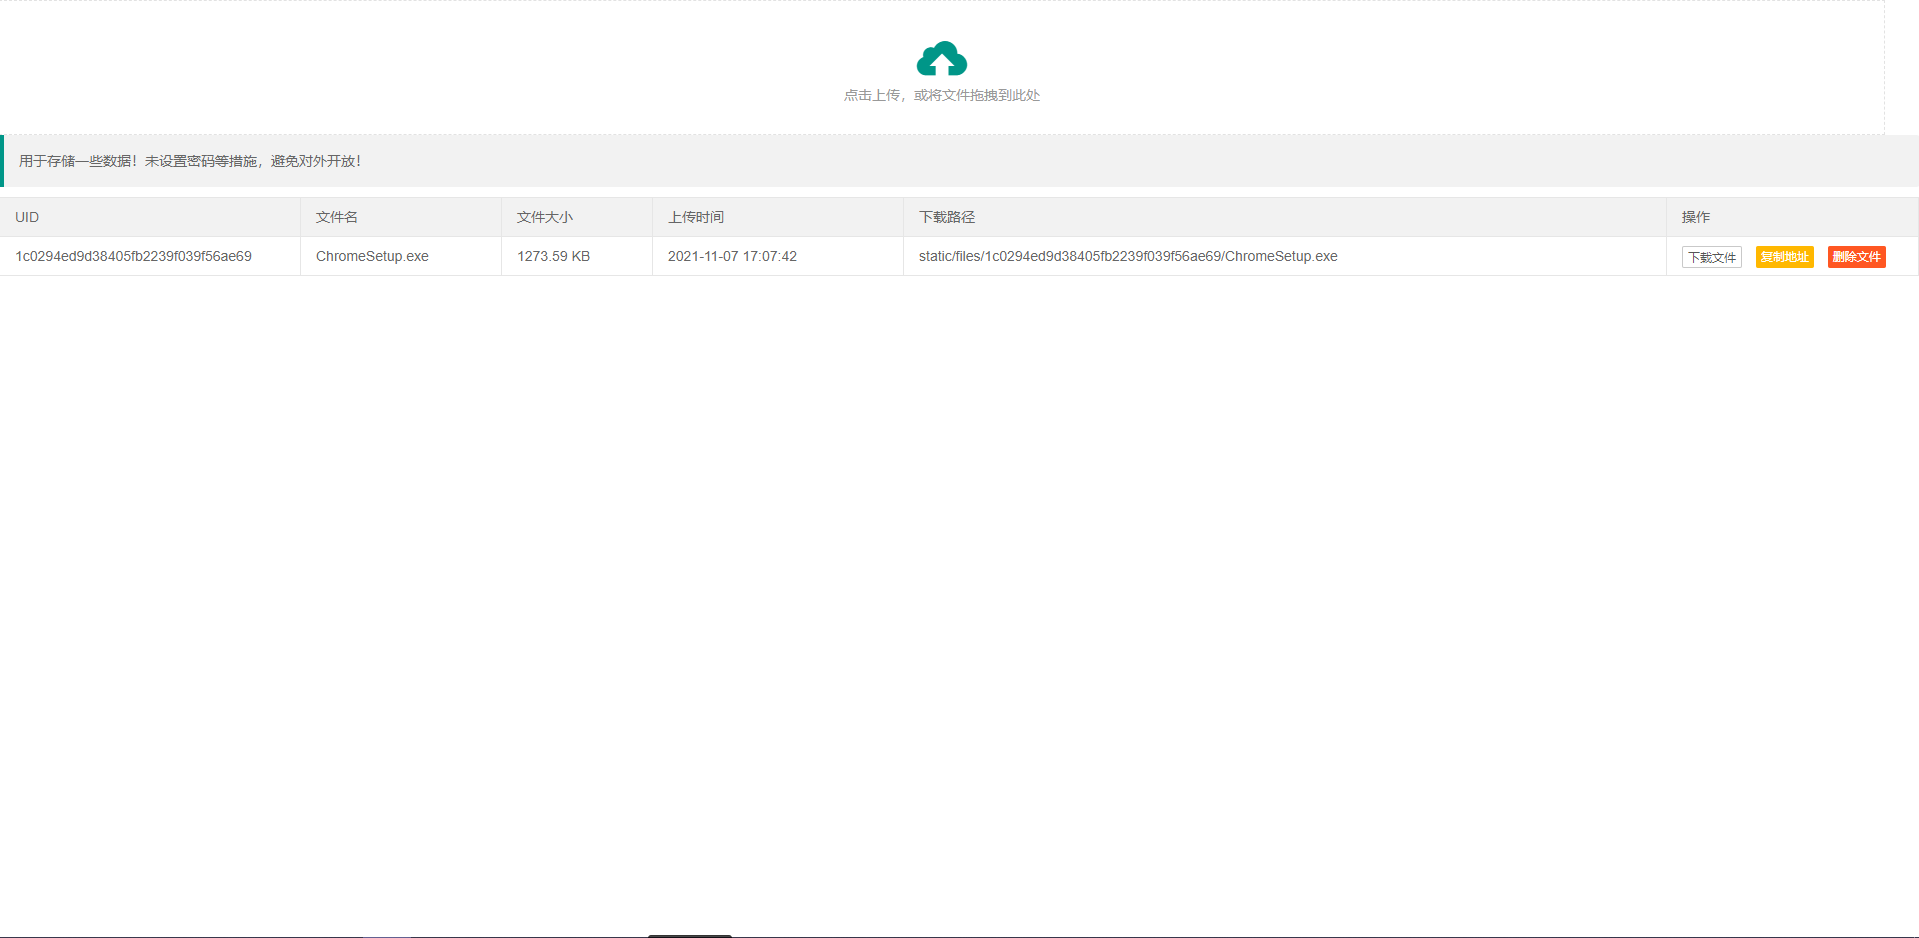 点击上传，或将文件拖拽到此处
用于存储一些数据！未设置密码等措施，避免对外开放！
UID 文件名 文件大小 上传时间 下载路径 操作
1c0294ed9d38405fb2239f039f56ae69 ChromeSetup.exe 1273.59 KB 2021-11-07 17:07:42 static/files/1c0294ed9d38405fb2239f039f56ae69/ChromeSetup.exe 下载文件 复制地址 删除文件